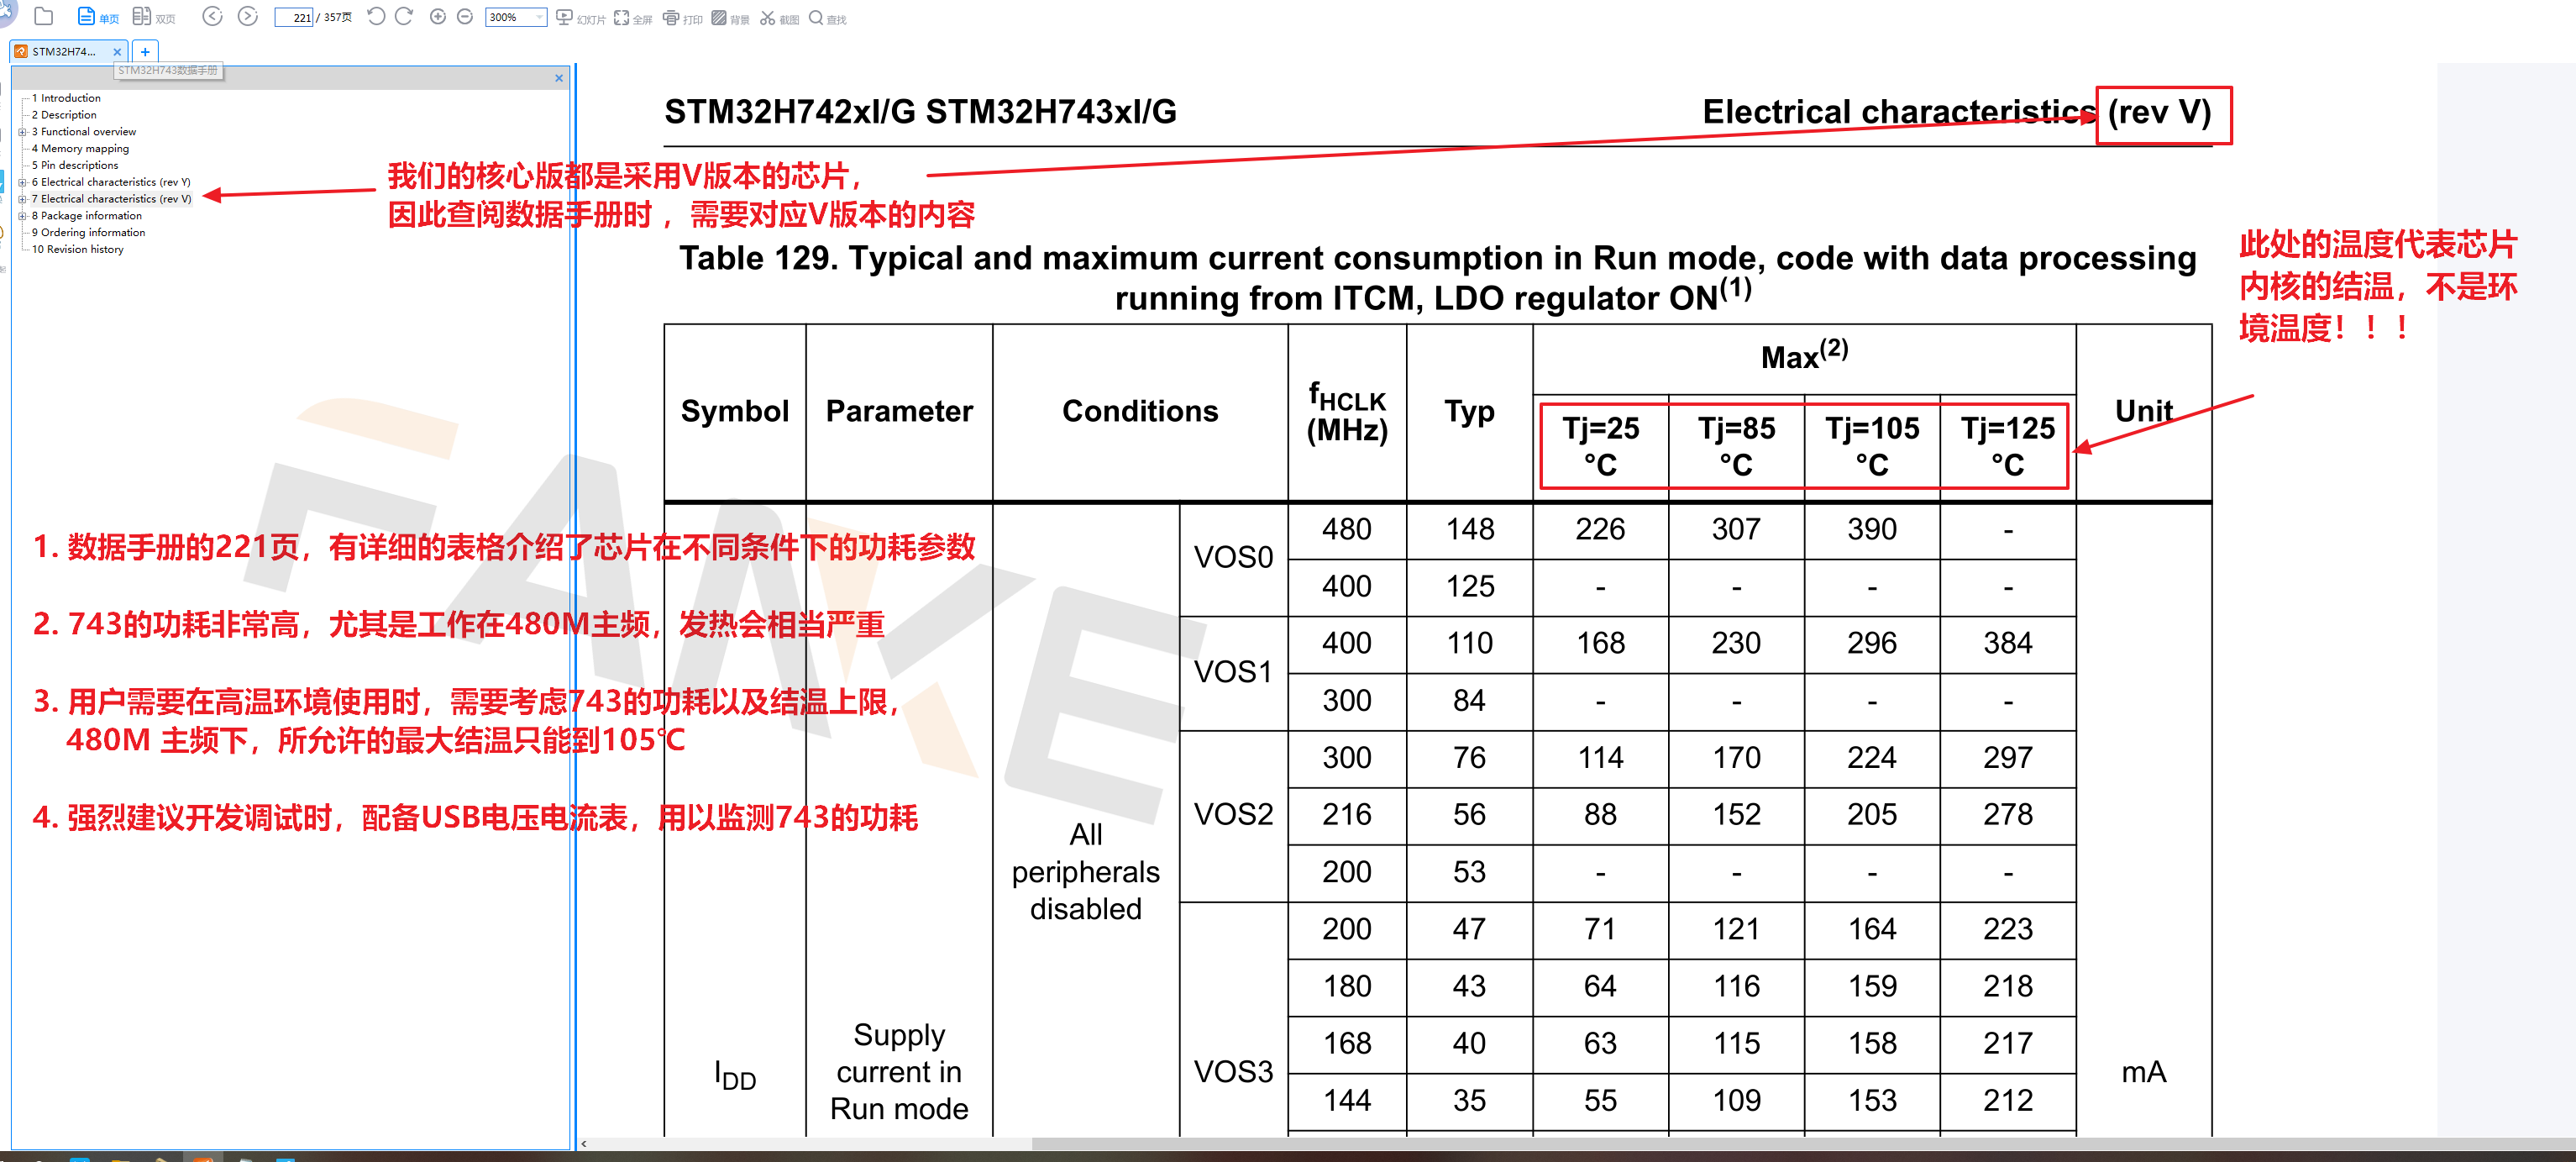 单页 双页 221 / 357页 300% 幻灯片 全屏 打印 背景 截图 查找
STM32H74...
STM32H743数据手册
1 Introduction
2 Description
3 Functional overview
4 Memory mapping
5 Pin descriptions
6 Electrical characteristics (rev Y)
7 Electrical characteristics (rev V)
8 Package information
9 Ordering information
10 Revision history
我们的核心版都是采用V版本的芯片，
因此查阅数据手册时 ，需要对应V版本的内容
1. 数据手册的221页，有详细的表格介绍了芯片在不同条件下的功耗参数
2. 743的功耗非常高，尤其是工作在480M主频，发热会相当严重
3. 用户需要在高温环境使用时，需要考虑743的功耗以及结温上限，
480M 主频下，所允许的最大结温只能到105℃
4. 强烈建议开发调试时，配备USB电压电流表，用以监测743的功耗
FANKE
STM32H742xI/G STM32H743xI/G Electrical characteristics (rev V)
此处的温度代表芯片
内核的结温，不是环
境温度！！！
Table 129. Typical and maximum current consumption in Run mode, code with data processing
running from ITCM, LDO regulator ON(1)
Symbol Parameter Conditions fHCLK (MHz) Typ Max(2) Unit
Tj=25 °C Tj=85 °C Tj=105 °C Tj=125 °C
IDD
Supply
current in
Run mode
All
peripherals
disabled
VOS0
480 148 226 307 390 -
400 125 - - - -
VOS1
400 110 168 230 296 384
300 84 - - - -
VOS2
300 76 114 170 224 297
216 56 88 152 205 278
200 53 - - - -
VOS3
200 47 71 121 164 223
180 43 64 116 159 218
168 40 63 115 158 217
144 35 55 109 153 212
mA